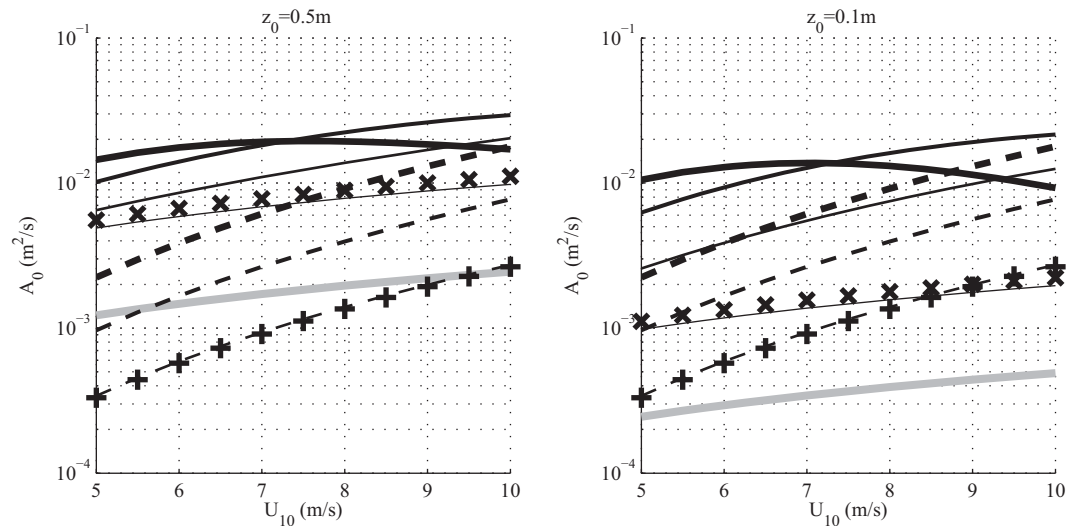 z₀=0.5m
10⁻¹
10⁻²
10⁻³
10⁻⁴
A₀ (m²/s)
5 6 7 8 9 10
U₁₀ (m/s)
z₀=0.1m
10⁻¹
10⁻²
10⁻³
10⁻⁴
A₀ (m²/s)
5 6 7 8 9 10
U₁₀ (m/s)